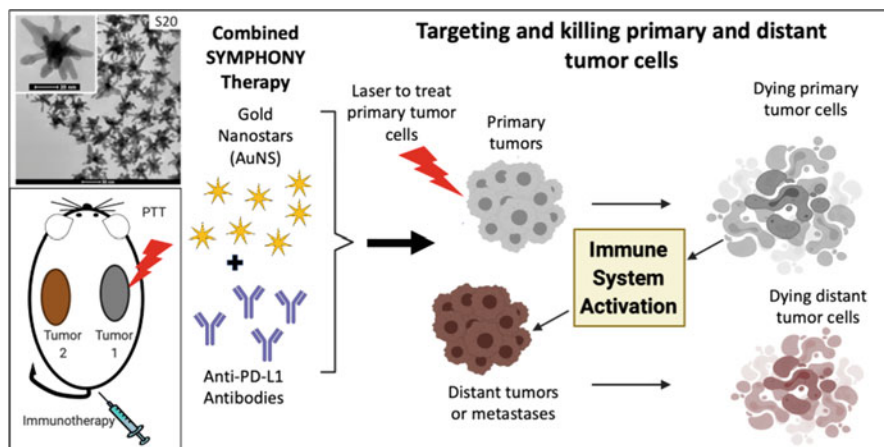 S20
Combined
SYMPHONY
Therapy
Gold
Nanostars
(AuNS)
+
Anti-PD-L1
Antibodies
PTT
Tumor
2
Tumor
1
Immunotherapy
Targeting and killing primary and distant
tumor cells
Laser to treat
primary tumor
cells
Primary
tumors
Dying primary
tumor cells
Immune
System
Activation
Distant tumors
or metastases
Dying distant
tumor cells